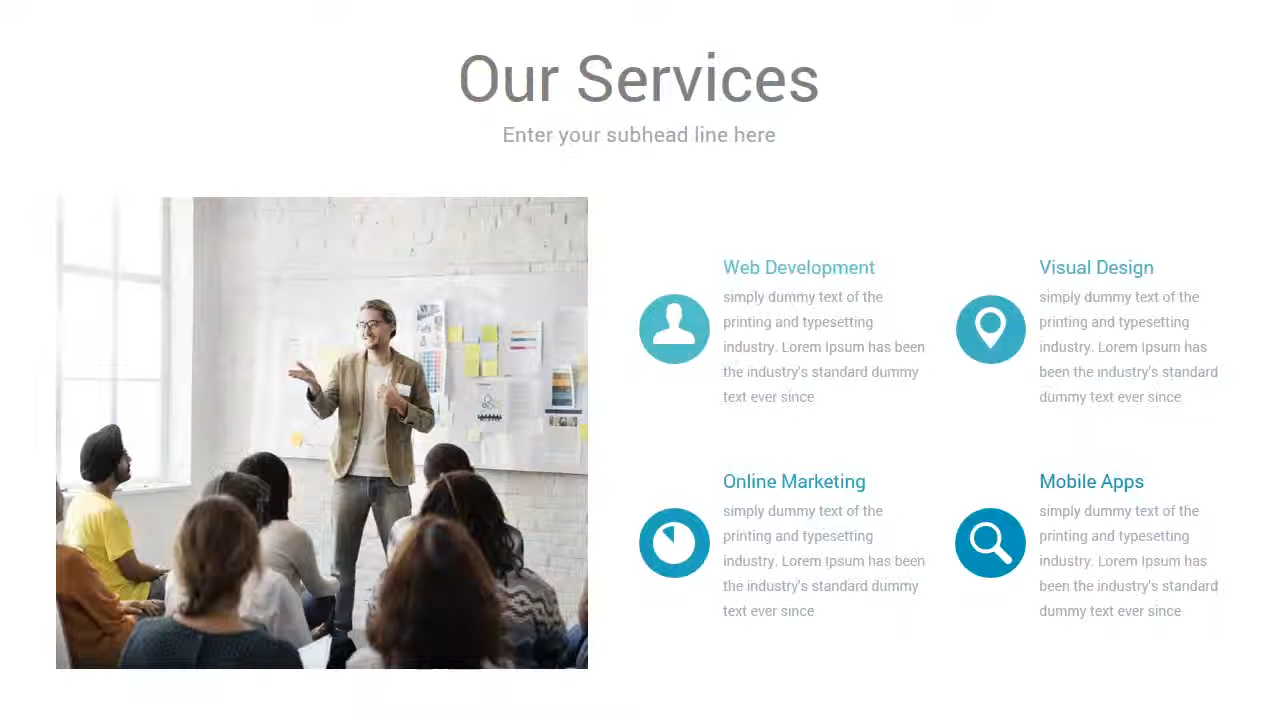 Our Services
Enter your subhead line here
Web Development
simply dummy text of the
printing and typesetting
industry. Lorem Ipsum has been
the industry's standard dummy
text ever since
Visual Design
simply dummy text of the
printing and typesetting
industry. Lorem Ipsum has
been the industry's standard
dummy text ever since
Online Marketing
simply dummy text of the
printing and typesetting
industry. Lorem Ipsum has been
the industry's standard dummy
text ever since
Mobile Apps
simply dummy text of the
printing and typesetting
industry. Lorem Ipsum has
been the industry's standard
dummy text ever since